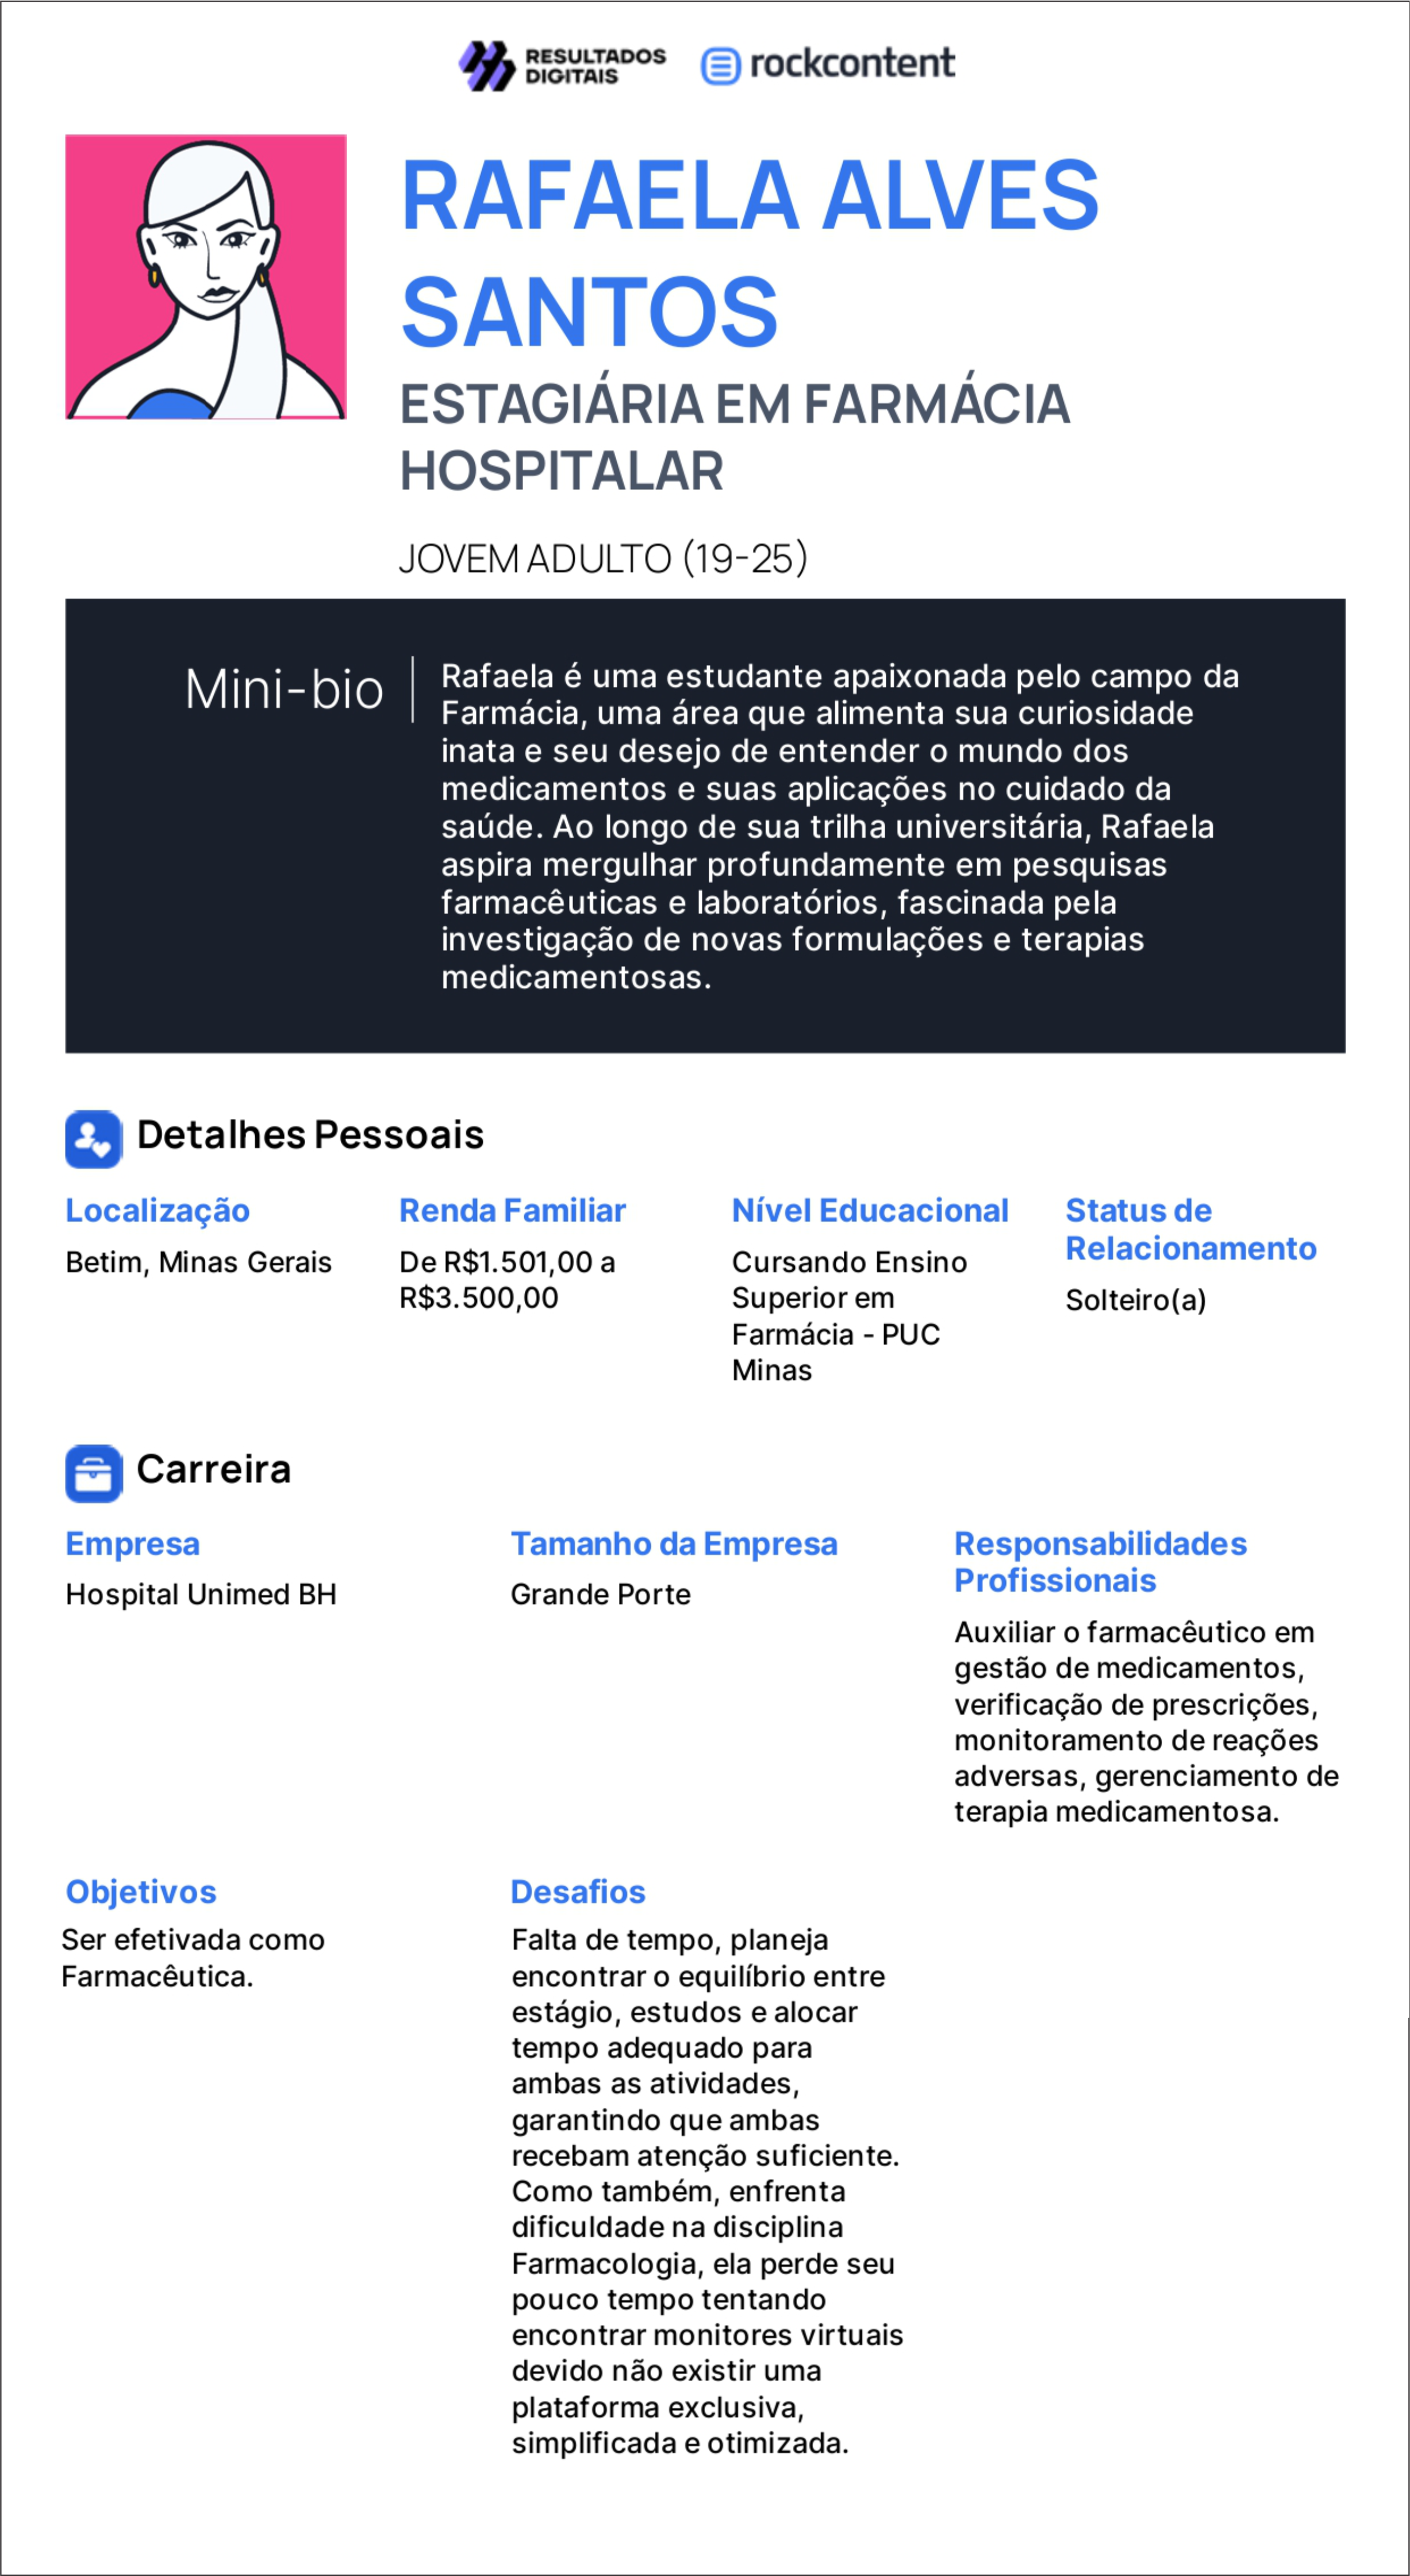 RESULTADOS
DIGITAIS
rockcontent
RAFAELA ALVES
SANTOS
ESTAGIÁRIA EM FARMÁCIA
HOSPITALAR
JOVEM ADULTO (19-25)
Mini-bio
Rafaela é uma estudante apaixonada pelo campo da
Farmácia, uma área que alimenta sua curiosidade
inata e seu desejo de entender o mundo dos
medicamentos e suas aplicações no cuidado da
saúde. Ao longo de sua trilha universitária, Rafaela
aspira mergulhar profundamente em pesquisas
farmacêuticas e laboratórios, fascinada pela
investigação de novas formulações e terapias
medicamentosas.
Detalhes Pessoais
Localização
Betim, Minas Gerais
Renda Familiar
De R$1.501,00 a
R$3.500,00
Nível Educacional
Cursando Ensino
Superior em
Farmácia - PUC
Minas
Status de
Relacionamento
Solteiro(a)
Carreira
Empresa
Hospital Unimed BH
Tamanho da Empresa
Grande Porte
Responsabilidades
Profissionais
Auxiliar o farmacêutico em
gestão de medicamentos,
verificação de prescrições,
monitoramento de reações
adversas, gerenciamento de
terapia medicamentosa.
Objetivos
Ser efetivada como
Farmacêutica.
Desafios
Falta de tempo, planeja
encontrar o equilíbrio entre
estágio, estudos e alocar
tempo adequado para
ambas as atividades,
garantindo que ambas
recebam atenção suficiente.
Como também, enfrenta
dificuldade na disciplina
Farmacologia, ela perde seu
pouco tempo tentando
encontrar monitores virtuais
devido não existir uma
plataforma exclusiva,
simplificada e otimizada.